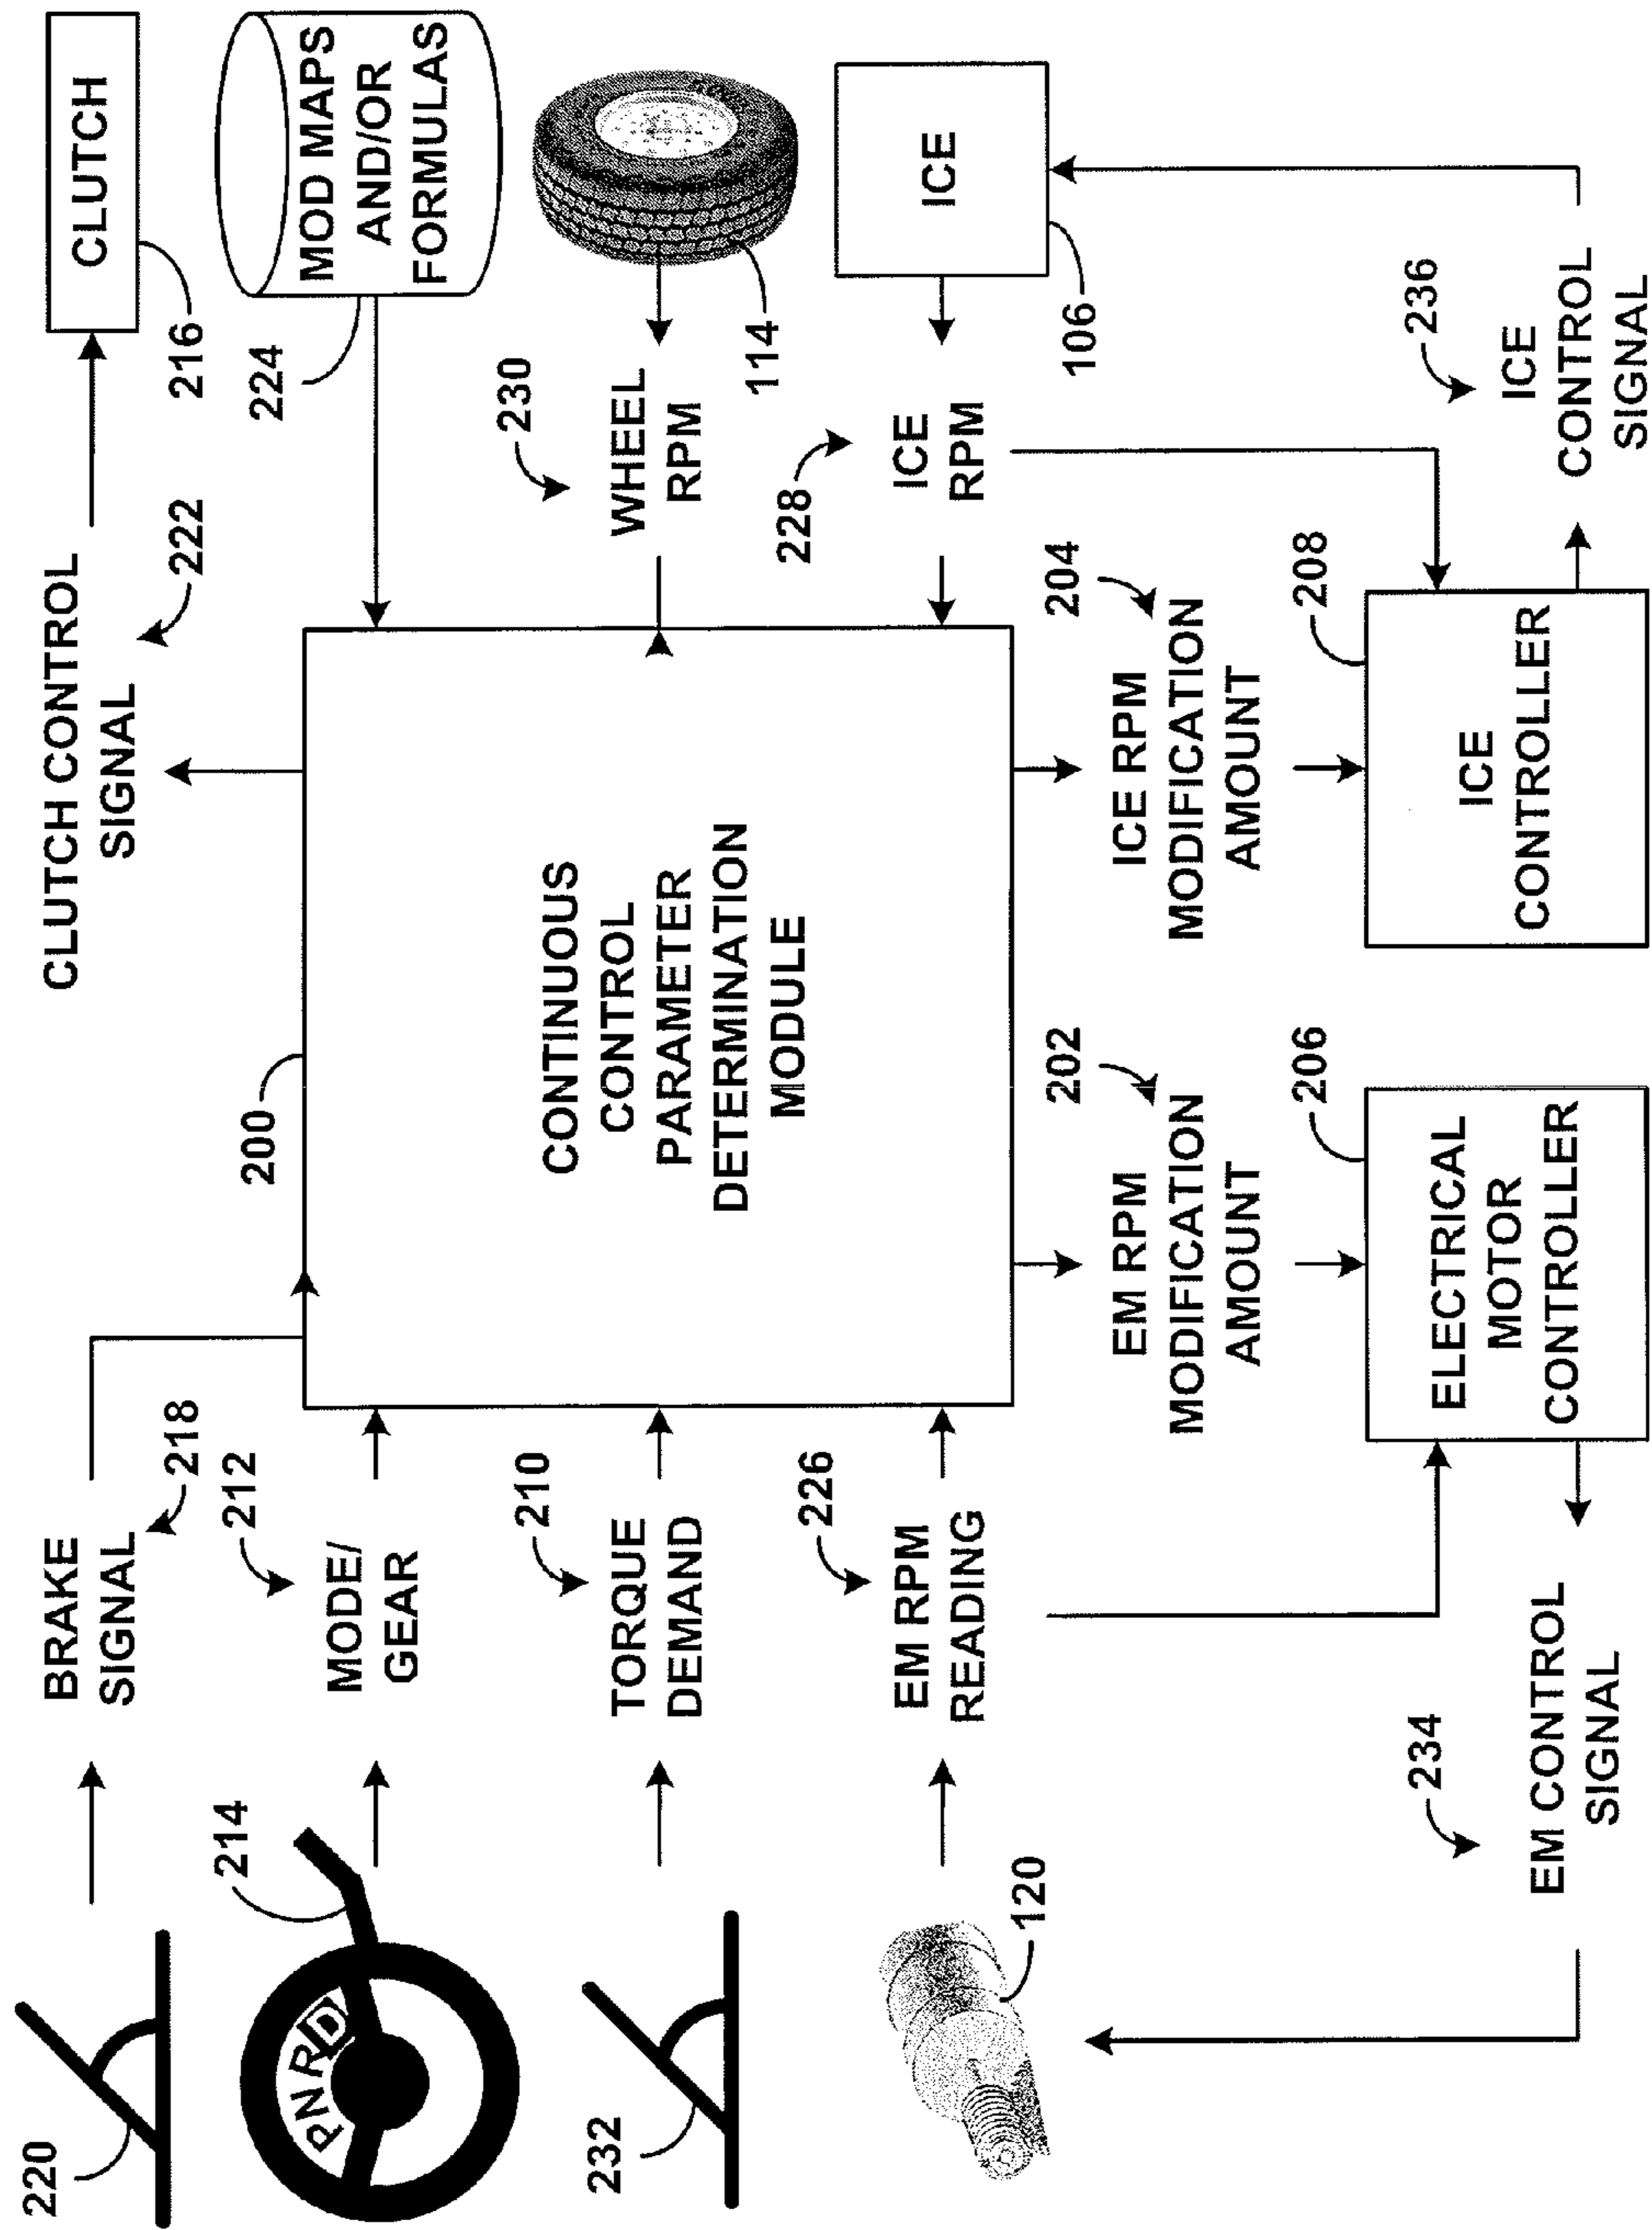 220
BRAKE
SIGNAL
218
CLUTCH CONTROL
SIGNAL
222
CLUTCH
216
214
P N R D
212
MODE/
GEAR
200
CONTINUOUS
CONTROL
PARAMETER
DETERMINATION
MODULE
224
MOD MAPS
AND/OR
FORMULAS
232
210
TORQUE
DEMAND
230
WHEEL
RPM
114
120
226
EM RPM
READING
228
ICE
RPM
ICE
106
202
EM RPM
MODIFICATION
AMOUNT
204
ICE RPM
MODIFICATION
AMOUNT
234
EM CONTROL
SIGNAL
206
ELECTRICAL
MOTOR
CONTROLLER
208
ICE
CONTROLLER
236
ICE
CONTROL
SIGNAL